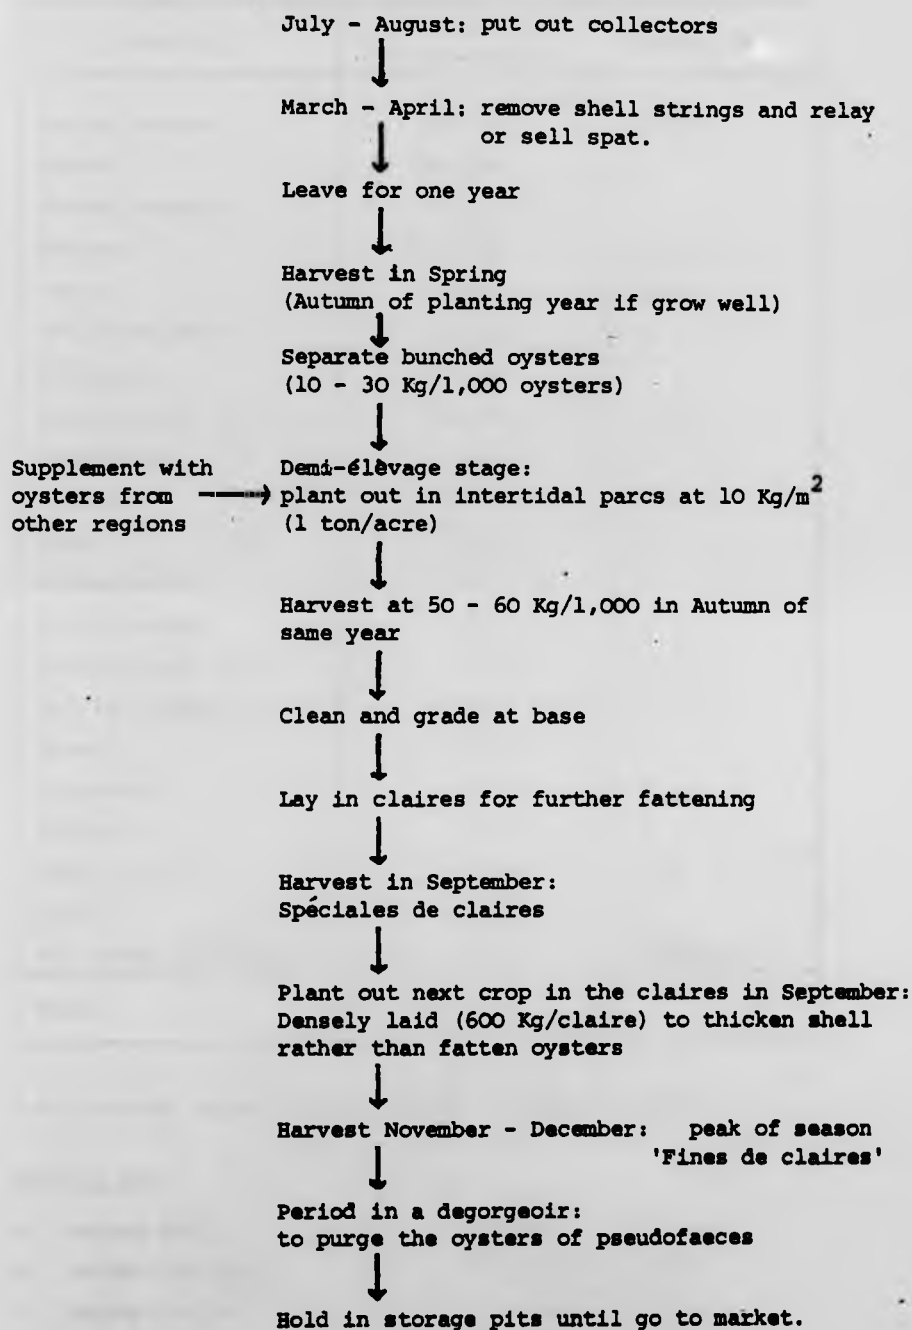 July - August: put out collectors
March - April: remove shell strings and relay
or sell spat.
Leave for one year
Harvest in Spring
(Autumn of planting year if grow well)
Separate bunched oysters
(10 - 30 Kg/1,000 oysters)
Supplement with
oysters from
other regions
Demi-élevage stage:
plant out in intertidal parcs at 10 Kg/m²
(1 ton/acre)
Harvest at 50 - 60 Kg/1,000 in Autumn of
same year
Clean and grade at base
Lay in claires for further fattening
Harvest in September:
Spéciales de claires
Plant out next crop in the claires in September:
Densely laid (600 Kg/claire) to thicken shell
rather than fatten oysters
Harvest November - December: peak of season
'Fines de claires'
Period in a degorgeoir:
to purge the oysters of pseudofaeces
Hold in storage pits until go to market.